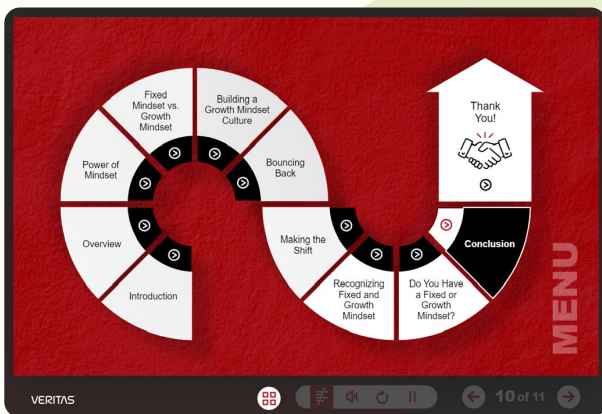 Introduction
Overview
Power of
Mindset
Fixed
Mindset vs.
Growth
Mindset
Building a
Growth Mindset
Culture
Bouncing
Back
Making the
Shift
Recognizing
Fixed and
Growth
Mindset
Do You Have
a Fixed or
Growth
Mindset?
Conclusion
Thank
You!
MENU
VERITAS
10 of 11